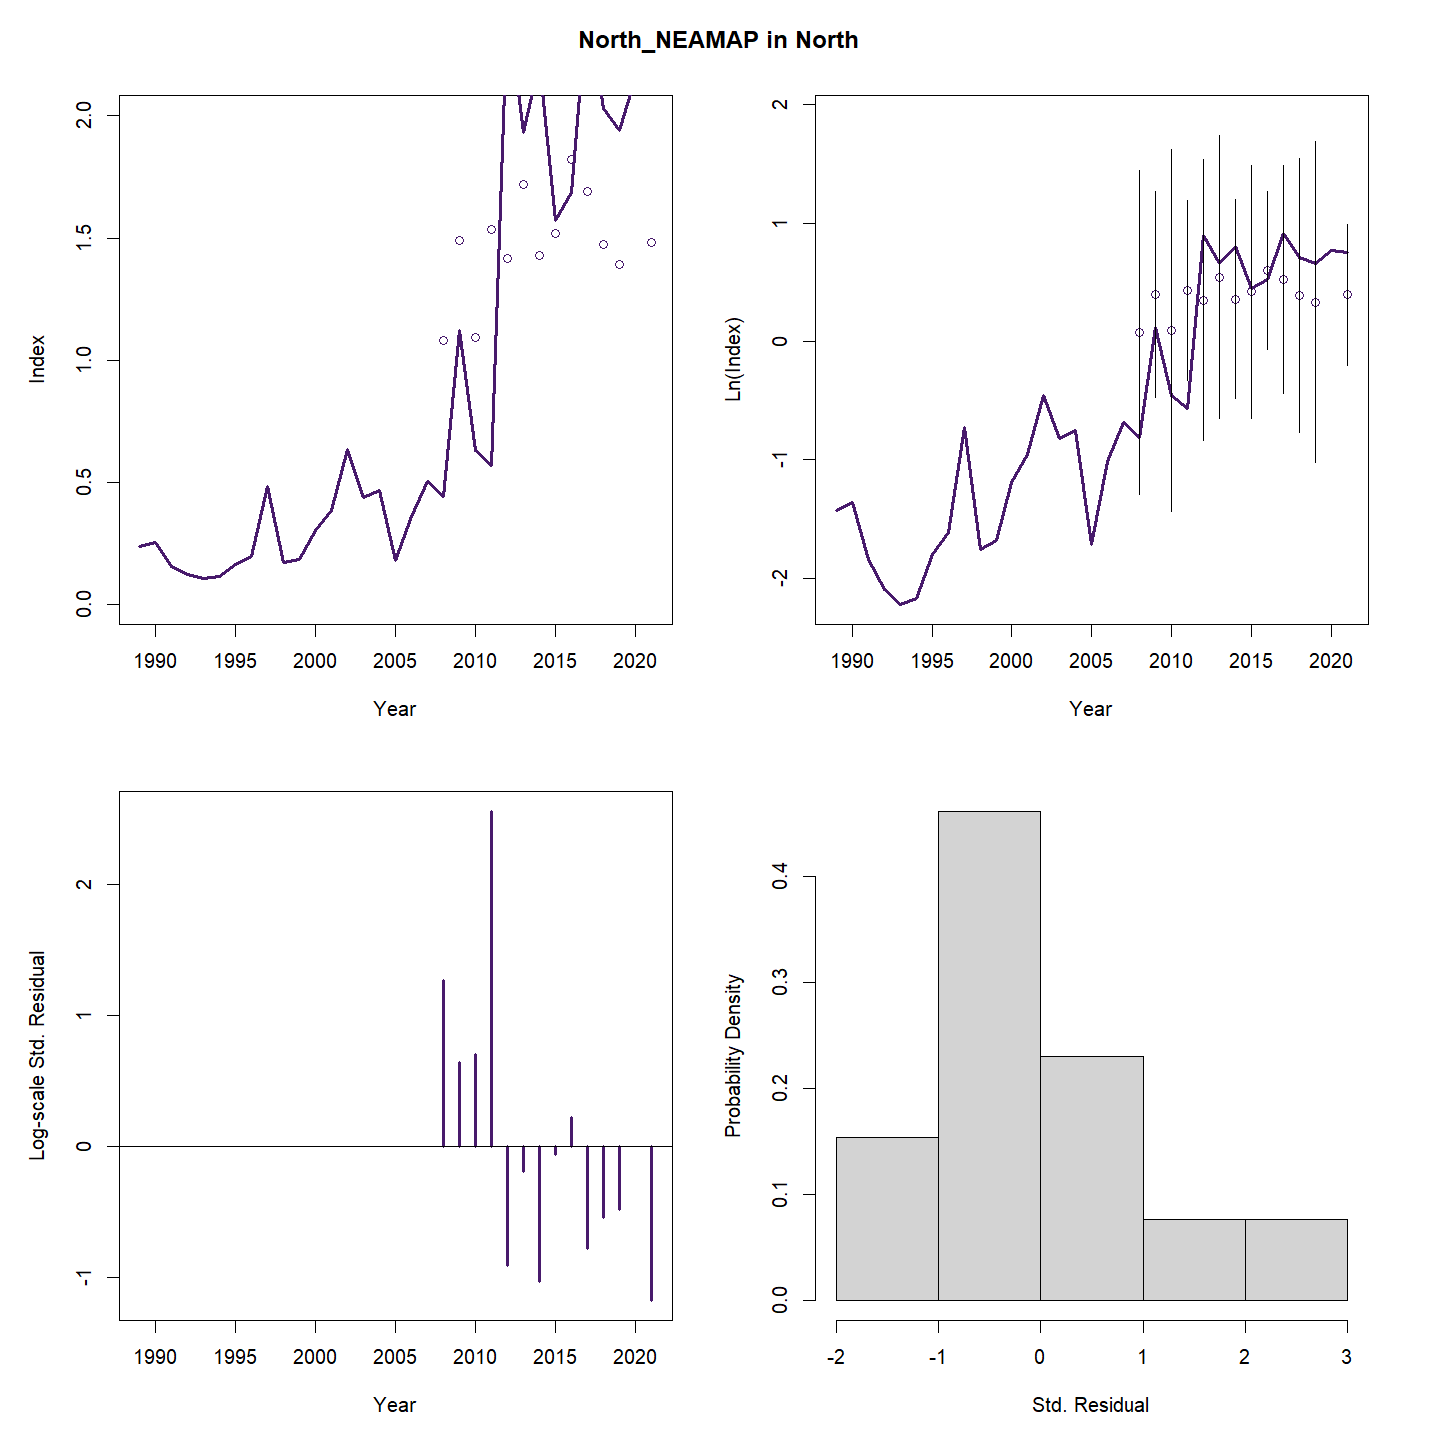 North_NEAMAP in North
Index
2.0
1.5
1.0
0.5
0.0
1990 1995 2000 2005 2010 2015 2020
Year
Ln(Index)
2
1
0
-1
-2
1990 1995 2000 2005 2010 2015 2020
Year
Log-scale Std. Residual
2
1
0
-1
1990 1995 2000 2005 2010 2015 2020
Year
Probability Density
0.4
0.3
0.2
0.1
0.0
-2 -1 0 1 2 3
Std. Residual